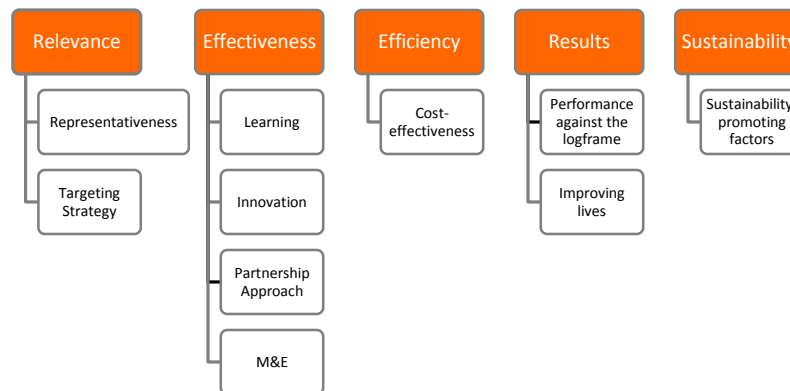 Relevance
Representativeness
Targeting
Strategy
Effectiveness
Learning
Innovation
Partnership
Approach
M&E
Efficiency
Cost-
effectiveness
Results
Performance
against the
logframe
Improving
lives
Sustainability
Sustainability
promoting
factors